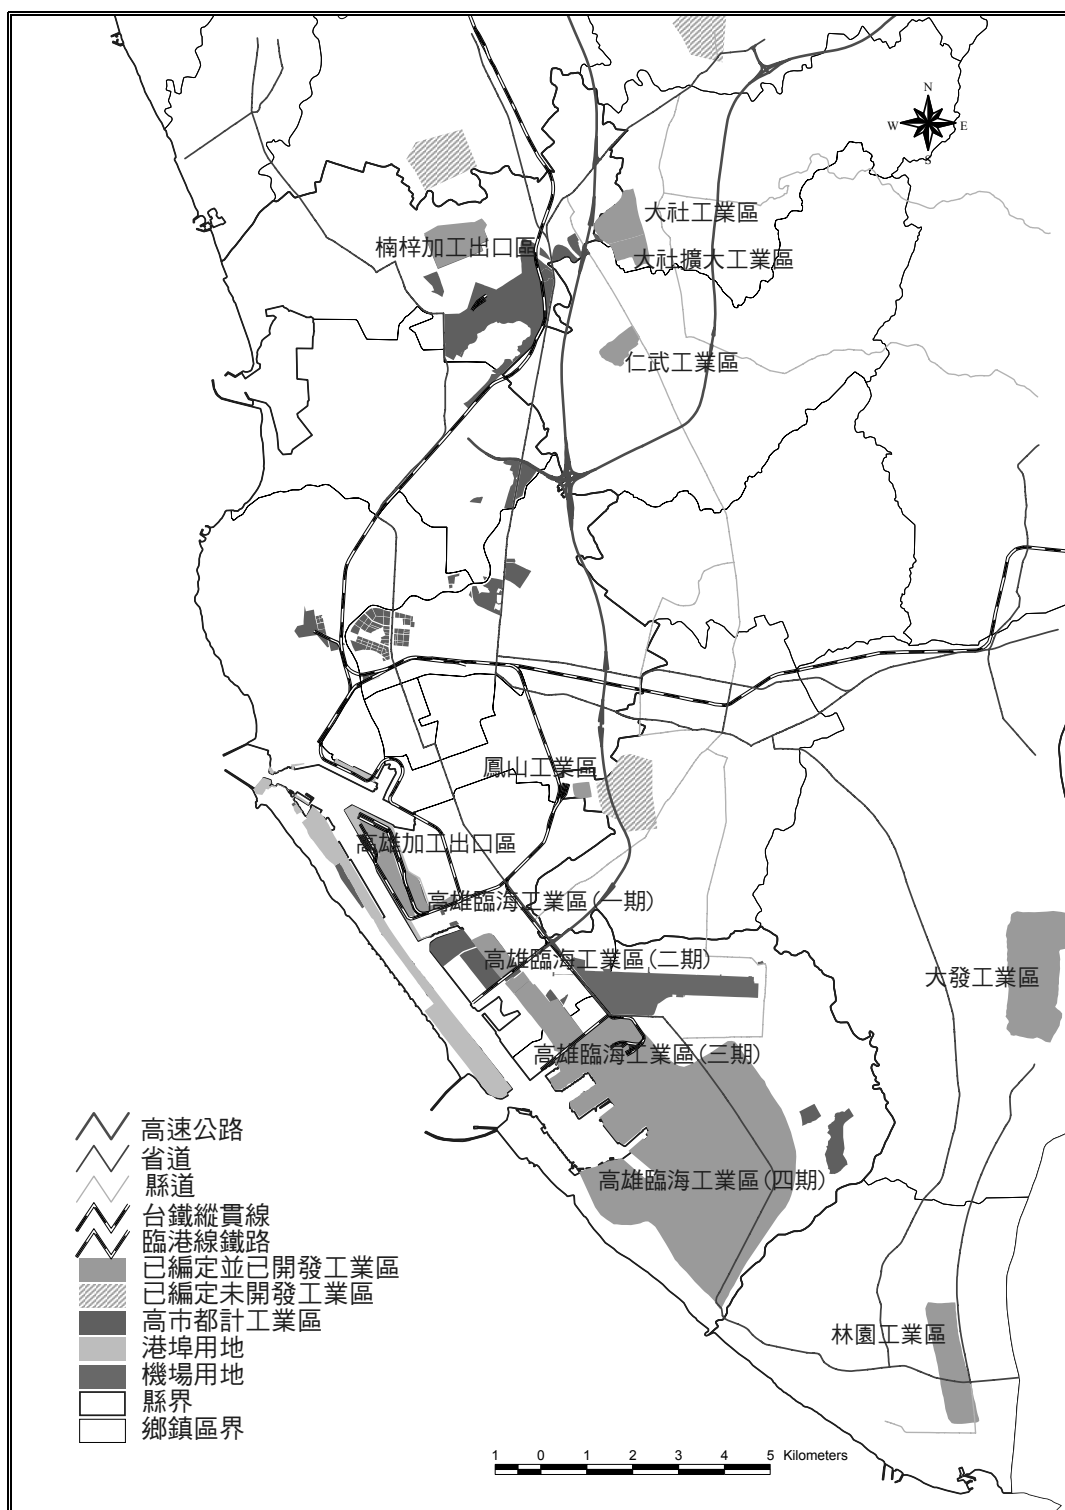 N
W E
S
大社工業區
楠梓加工出口區
大社擴大工業區
仁武工業區
鳳山工業區
高雄加工出口區
高雄臨海工業區(一期)
高雄臨海工業區(二期)
大發工業區
高雄臨海工業區(三期)
高雄臨海工業區(四期)
林園工業區
高速公路
省道
縣道
台鐵縱貫線
臨港線鐵路
已編定並已開發工業區
已編定未開發工業區
高市都計工業區
港埠用地
機場用地
縣界
鄉鎮區界
1 0 1 2 3 4 5 Kilometers